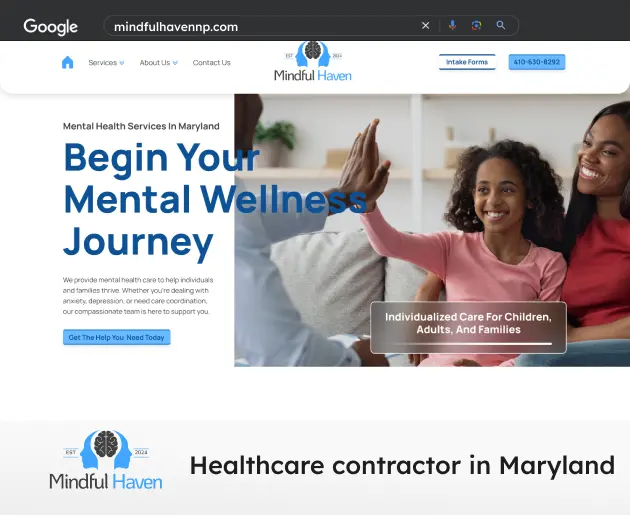 Google
mindfulhavennp.com
Services
About Us
Contact Us
EST 2024
Mindful Haven
Intake Forms
410-630-8292
Mental Health Services In Maryland
Begin Your
Mental Wellness
Journey
We provide mental health care to help individuals
and families thrive. Whether you're dealing with
anxiety, depression, or need care coordination,
our compassionate team is here to support you.
Get The Help You Need Today
Individualized Care For Children,
Adults, And Families
EST 2024
Mindful Haven
Healthcare contractor in Maryland